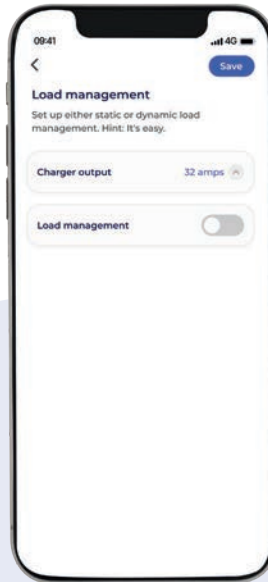 09:41
4G
Save
Load management
Set up either static or dynamic load
management. Hint: It's easy.
Charger output
32 amps
Load management